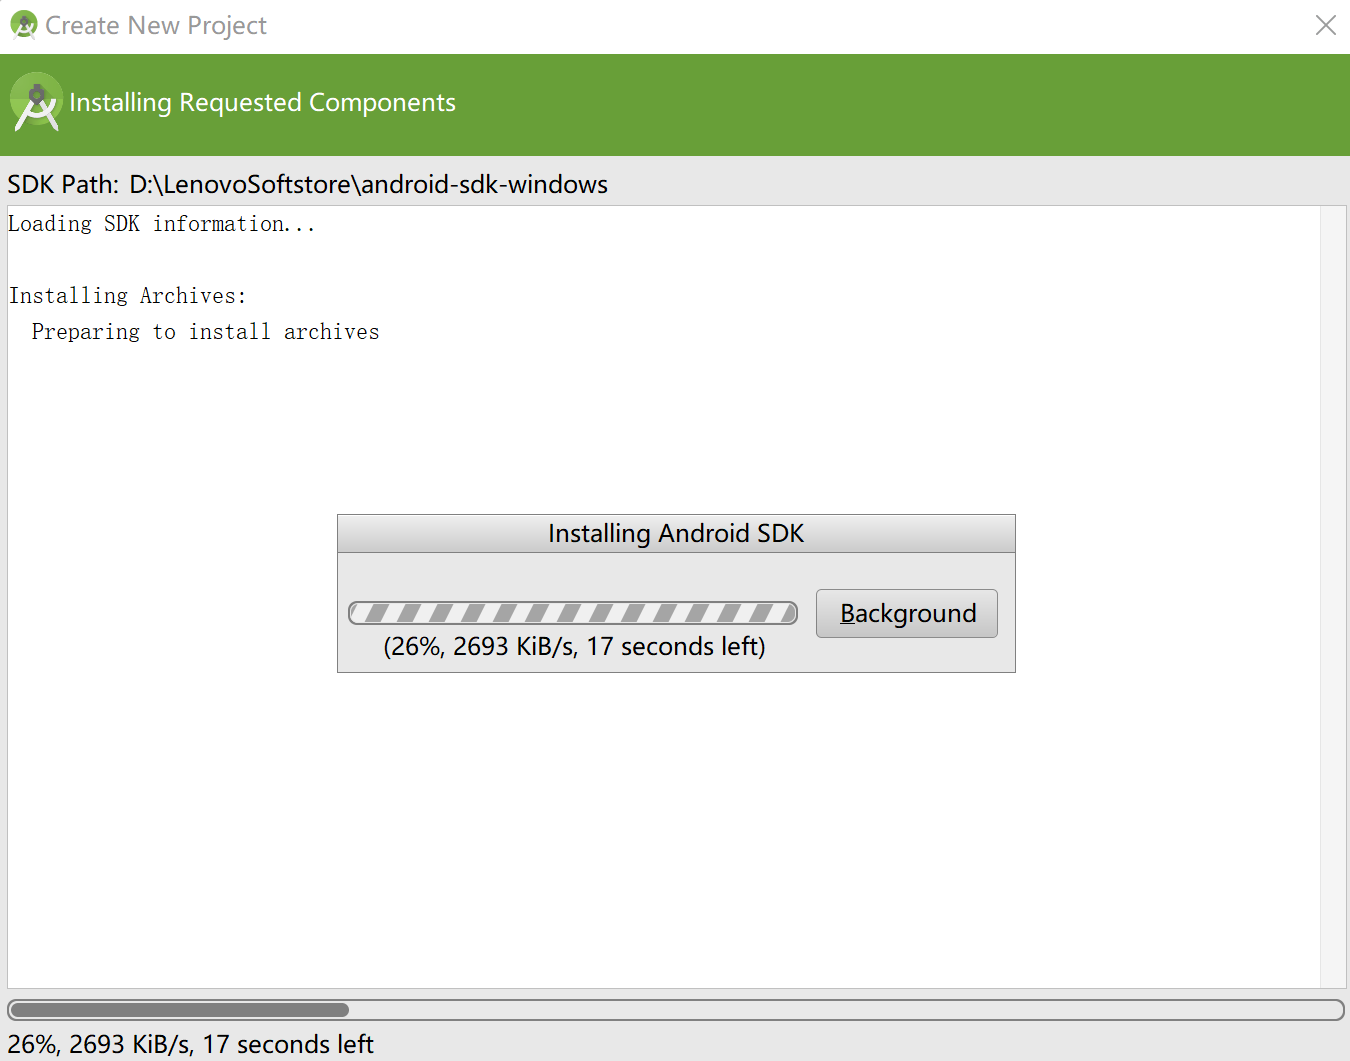 Create New Project
Installing Requested Components
SDK Path: D:\LenovoSoftstore\android-sdk-windows
Loading SDK information...
Installing Archives:
Preparing to install archives
Installing Android SDK
Background
(26%, 2693 KiB/s, 17 seconds left)
26%, 2693 KiB/s, 17 seconds left